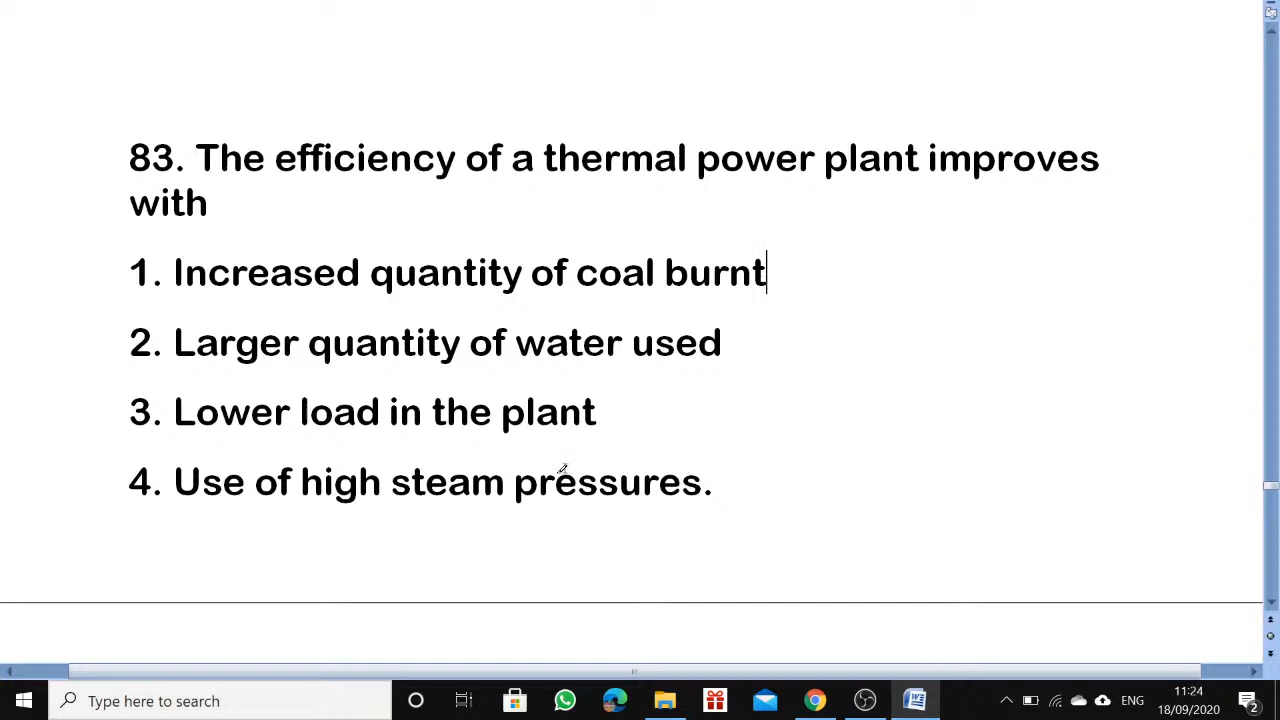 83. The efficiency of a thermal power plant improves
with
1. Increased quantity of coal burnt
2. Larger quantity of water used
3. Lower load in the plant
4. Use of high steam pressures.
Type here to search
ENG
11:24
18/09/2020
2